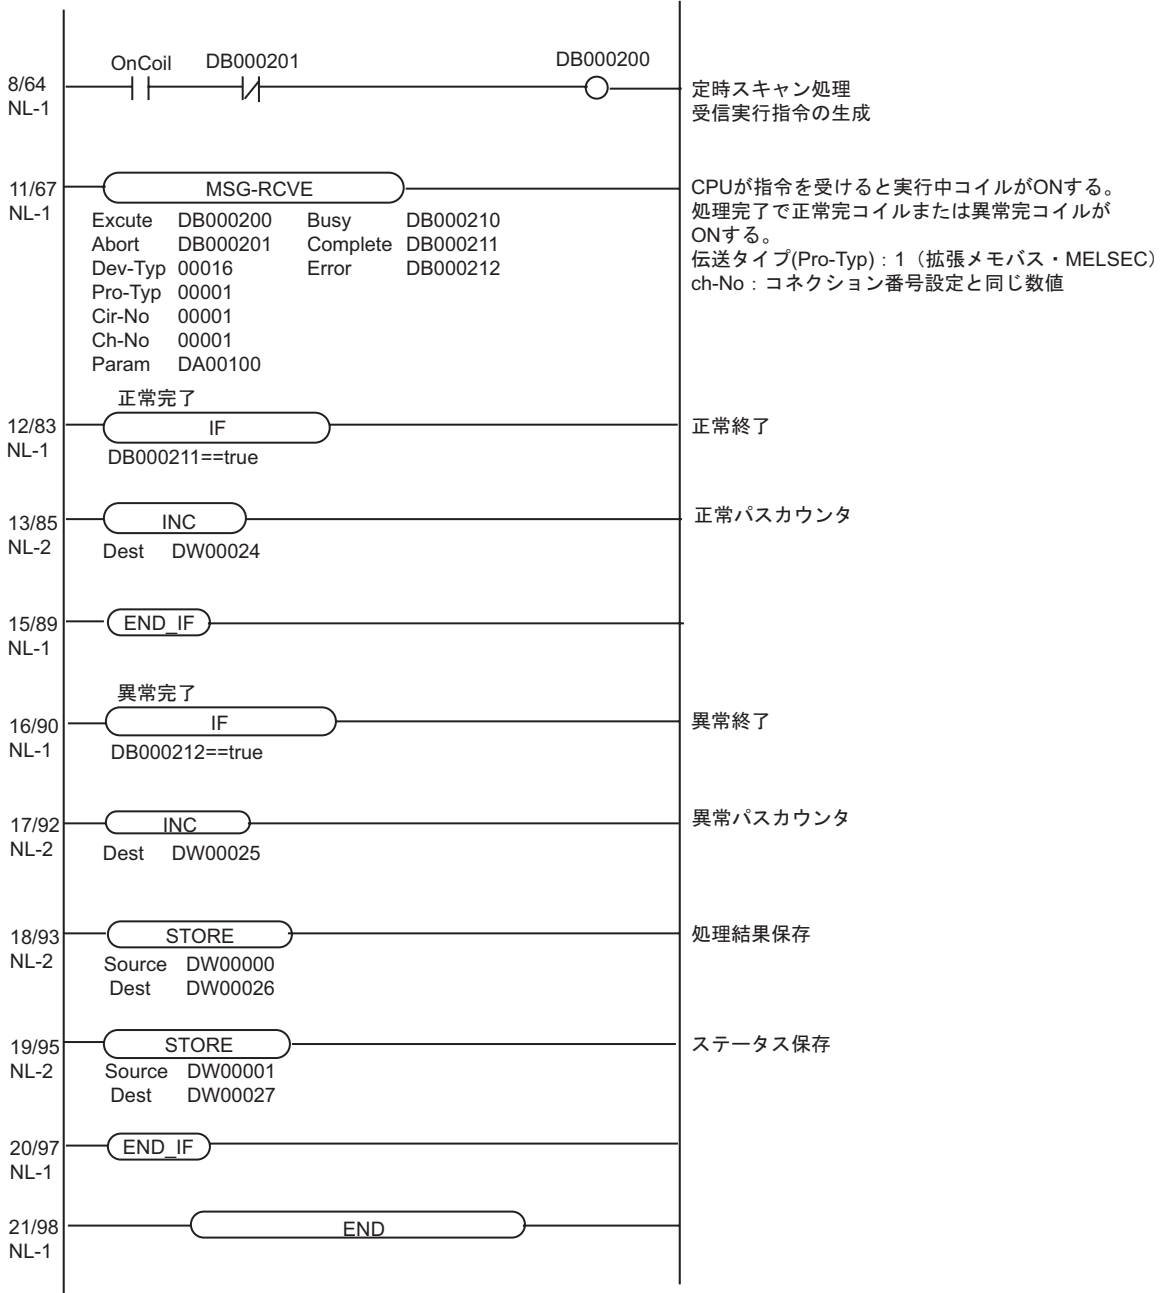 OnCoil DB000201 DB000200
8/64
NL-1
定時スキャン処理
受信実行指令の生成
11/67
NL-1
MSG-RCVE
Excute DB000200 Busy DB000210
Abort DB000201 Complete DB000211
Dev-Typ 00016 Error DB000212
Pro-Typ 00001
Cir-No 00001
Ch-No 00001
Param DA00100
CPUが指令を受けると実行中コイルがONする。
処理完了で正常完コイルまたは異常完コイルが
ONする。
伝送タイプ(Pro-Typ)：1（拡張メモバス・MELSEC）
ch-No：コネクション番号設定と同じ数値
正常完了
12/83
NL-1
IF
DB000211==true
正常終了
13/85
NL-2
INC
Dest DW00024
正常パスカウンタ
15/89
NL-1
END_IF
異常完了
16/90
NL-1
IF
DB000212==true
異常終了
17/92
NL-2
INC
Dest DW00025
異常パスカウンタ
18/93
NL-2
STORE
Source DW00000
Dest DW00026
処理結果保存
19/95
NL-2
STORE
Source DW00001
Dest DW00027
ステータス保存
20/97
NL-1
END_IF
21/98
NL-1
END